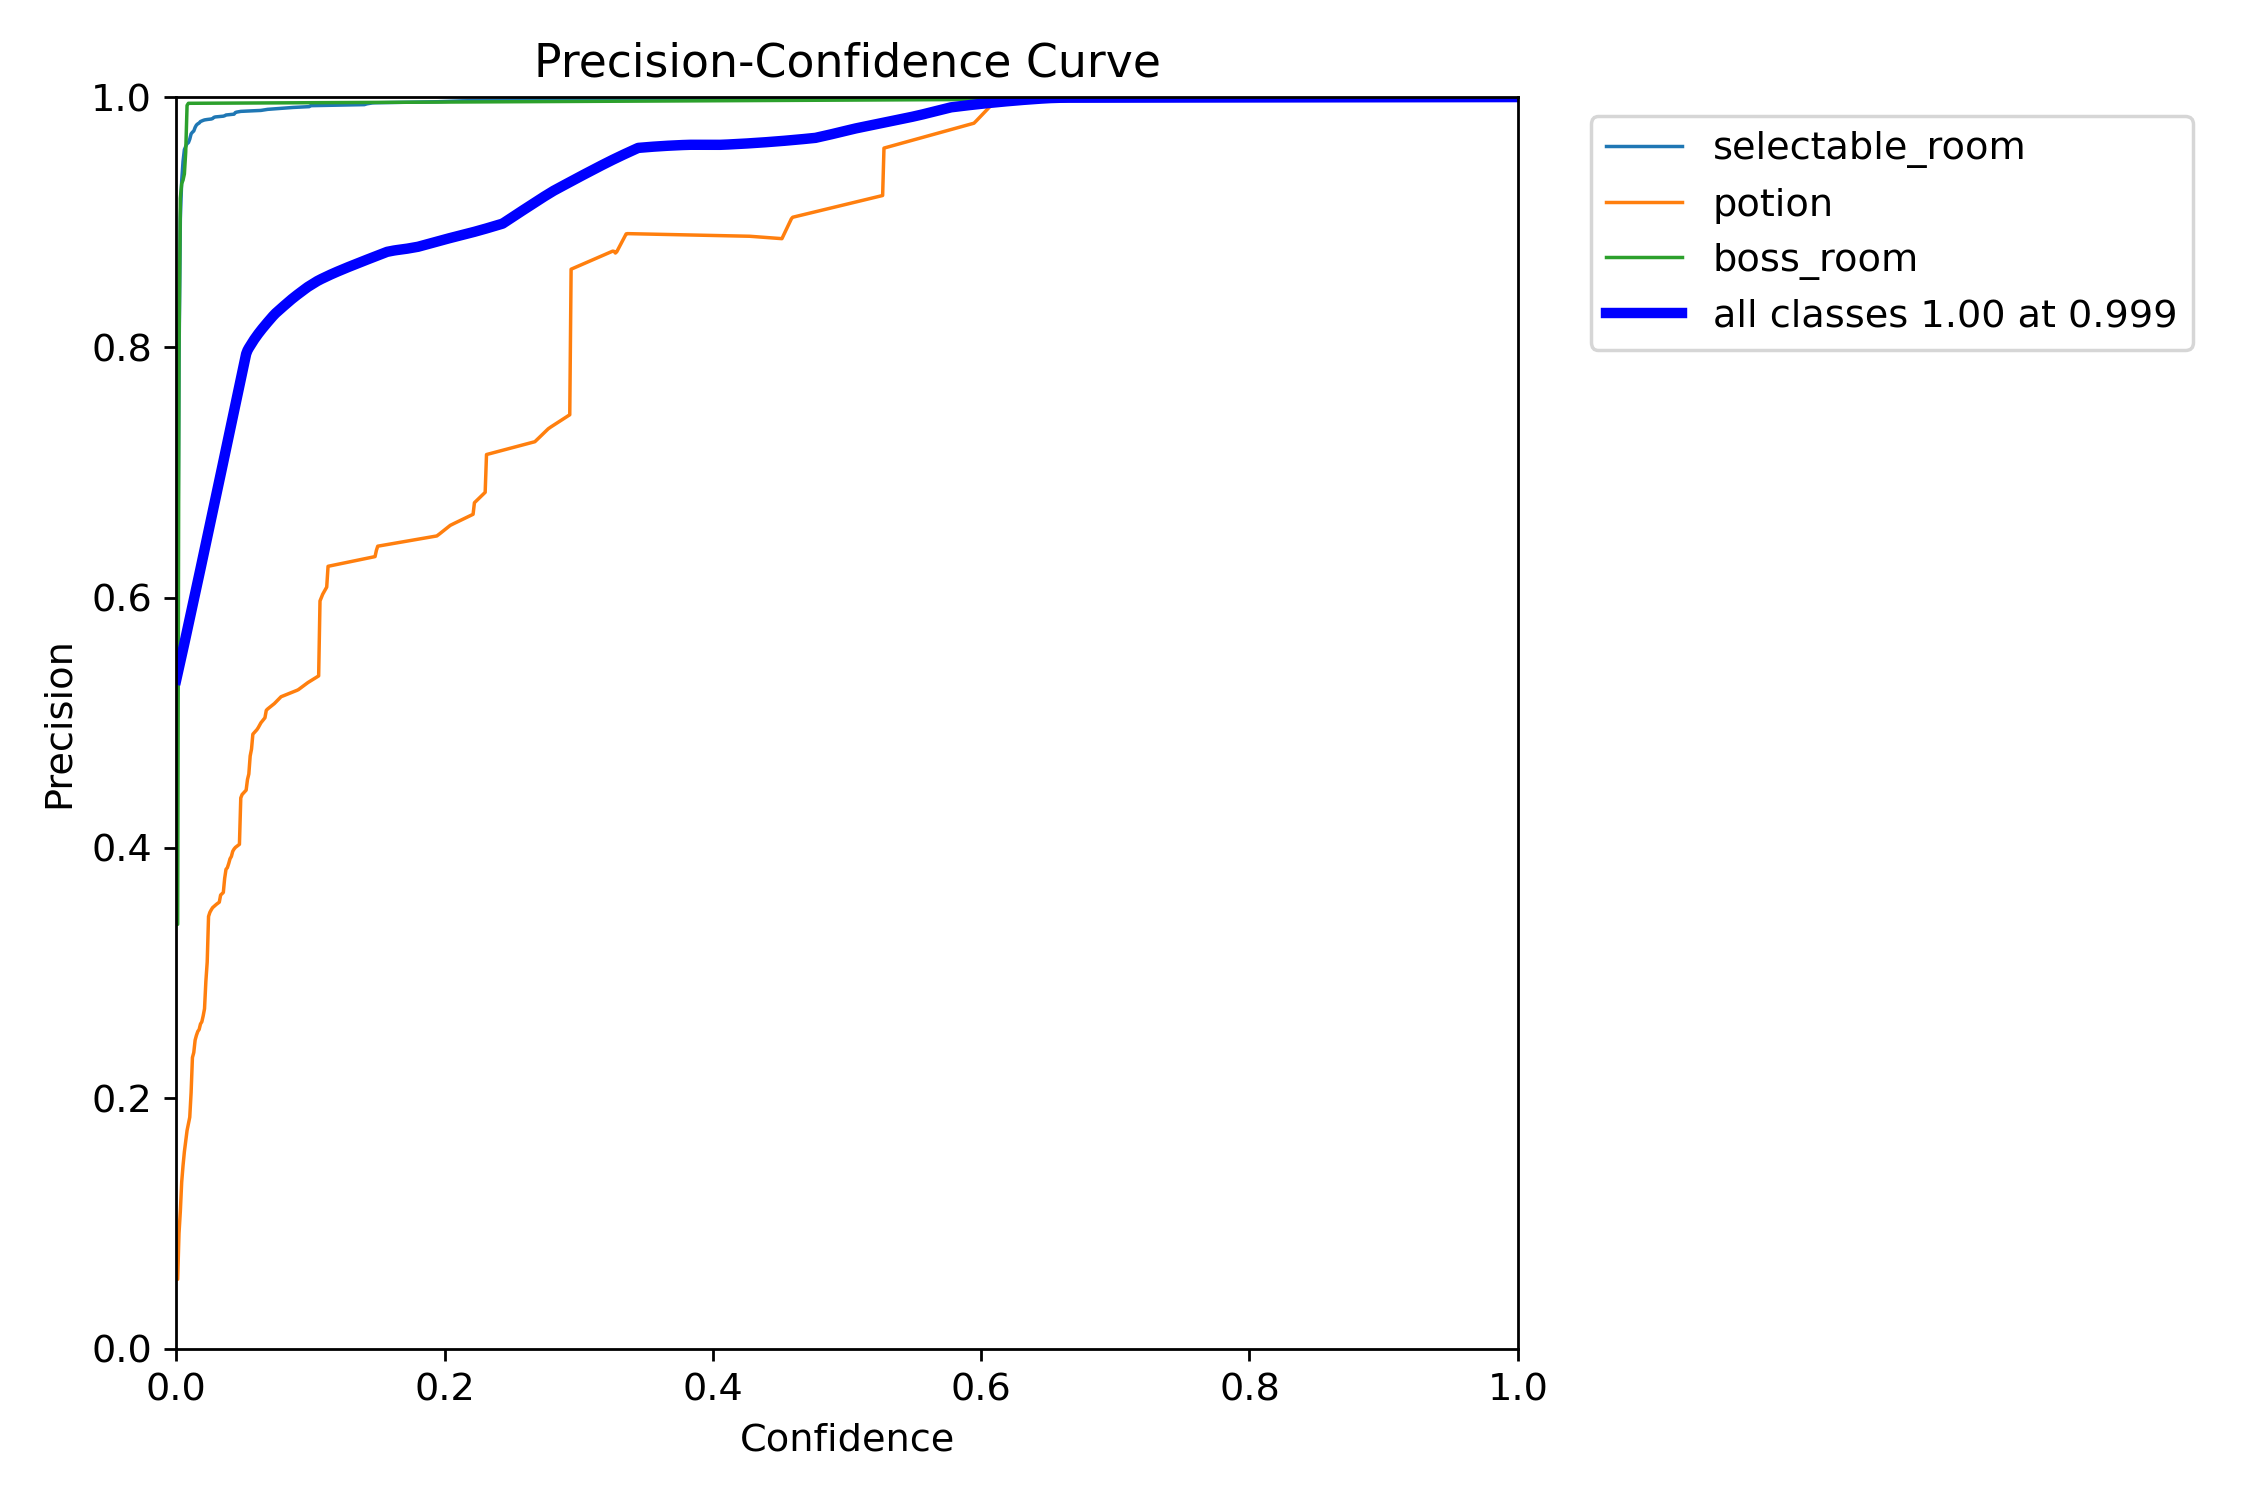 Precision-Confidence Curve
1.0
0.8
0.6
0.4
0.2
0.0
Precision
0.0 0.2 0.4 0.6 0.8 1.0
Confidence
selectable_room
potion
boss_room
all classes 1.00 at 0.999